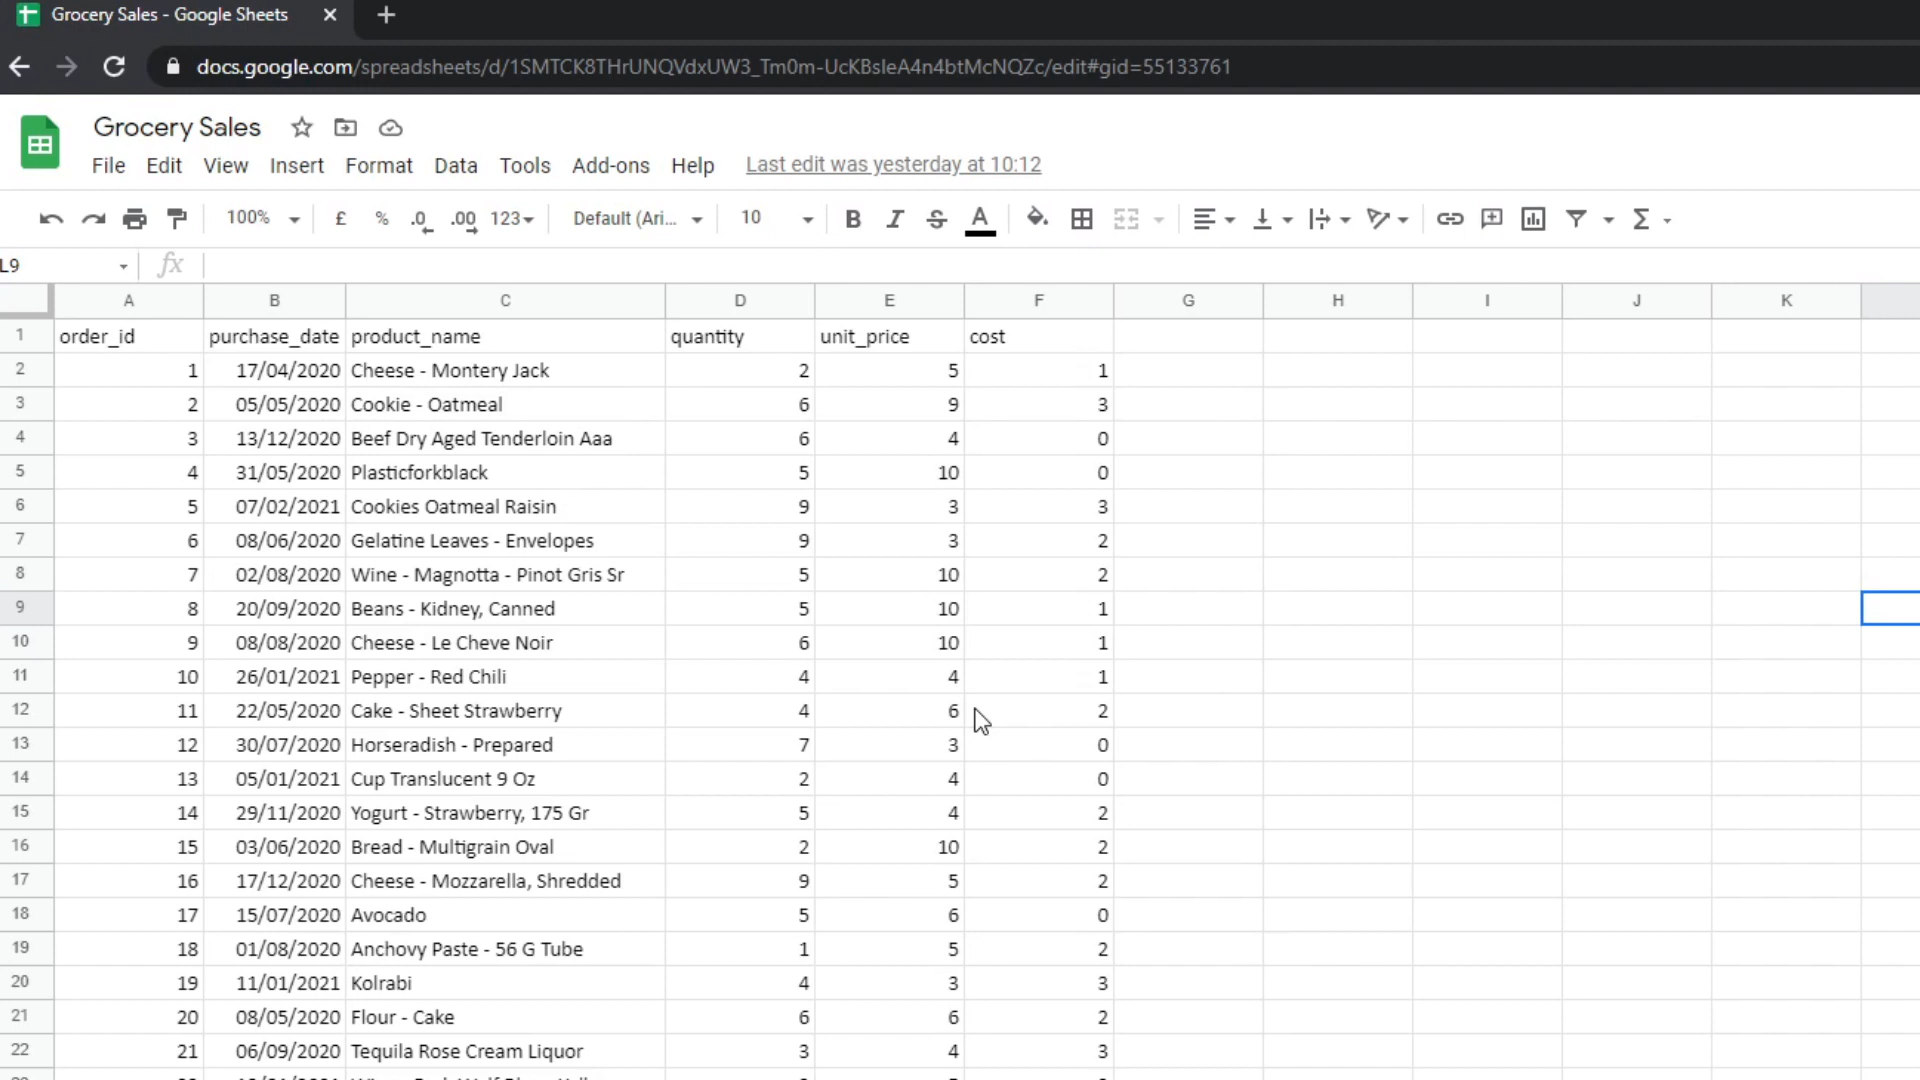 Grocery Sales - Google Sheets
docs.google.com/spreadsheets/d/1SMTCK8THrUNQVdxUW3_Tm0m-UcKBsleA4n4btMcNQZc/edit#gid=55133761
Grocery Sales
File Edit View Insert Format Data Tools Add-ons Help Last edit was yesterday at 10:12
100% £ % .0 .00 123 Default (Ari... 10 B I S A Σ
L9 fx
A B C D E F G H I J K
1 order_id purchase_date product_name quantity unit_price cost
2 1 17/04/2020 Cheese - Montery Jack 2 5 1
3 2 05/05/2020 Cookie - Oatmeal 6 9 3
4 3 13/12/2020 Beef Dry Aged Tenderloin Aaa 6 4 0
5 4 31/05/2020 Plasticforkblack 5 10 0
6 5 07/02/2021 Cookies Oatmeal Raisin 9 3 3
7 6 08/06/2020 Gelatine Leaves - Envelopes 9 3 2
8 7 02/08/2020 Wine - Magnotta - Pinot Gris Sr 5 10 2
9 8 20/09/2020 Beans - Kidney, Canned 5 10 1
10 9 08/08/2020 Cheese - Le Cheve Noir 6 10 1
11 10 26/01/2021 Pepper - Red Chili 4 4 1
12 11 22/05/2020 Cake - Sheet Strawberry 4 6 2
13 12 30/07/2020 Horseradish - Prepared 7 3 0
14 13 05/01/2021 Cup Translucent 9 Oz 2 4 0
15 14 29/11/2020 Yogurt - Strawberry, 175 Gr 5 4 2
16 15 03/06/2020 Bread - Multigrain Oval 2 10 2
17 16 17/12/2020 Cheese - Mozzarella, Shredded 9 5 2
18 17 15/07/2020 Avocado 5 6 0
19 18 01/08/2020 Anchovy Paste - 56 G Tube 1 5 2
20 19 11/01/2021 Kolrabi 4 3 3
21 20 08/05/2020 Flour - Cake 6 6 2
22 21 06/09/2020 Tequila Rose Cream Liquor 3 4 3